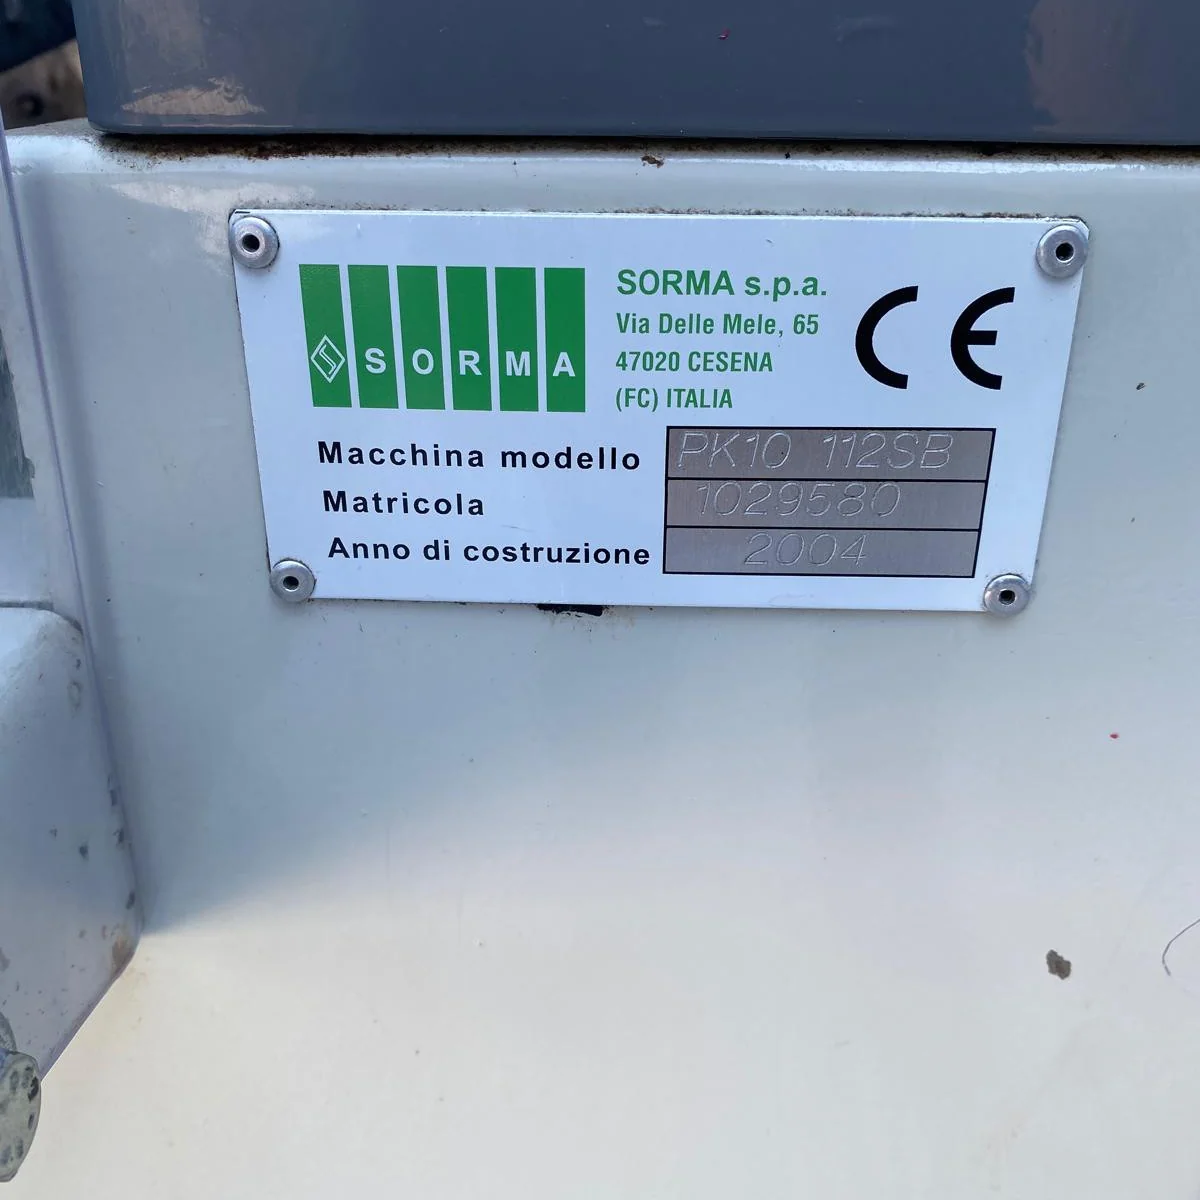 SORMA
SORMA s.p.a.
Via Delle Mele, 65
47020 CESENA
(FC) ITALIA
CE
Macchina modello PK10 112SB
Matricola 1029580
Anno di costruzione 2004